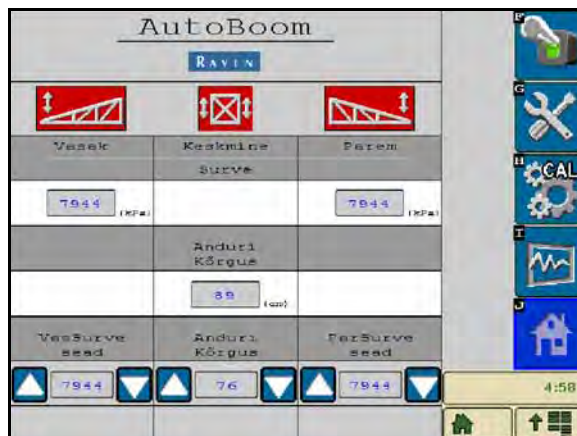 AutoBoom
RAVEN
Vasak Keskmine Parem
Surve
7944 (kPa) 7944 (kPa)
Anduri
Kõrgus
89 (cm)
VasSurve Anduri ParSurve
sead Kõrgus sead
7944 76 7944
F
G
H
CAL
I
J
4:58